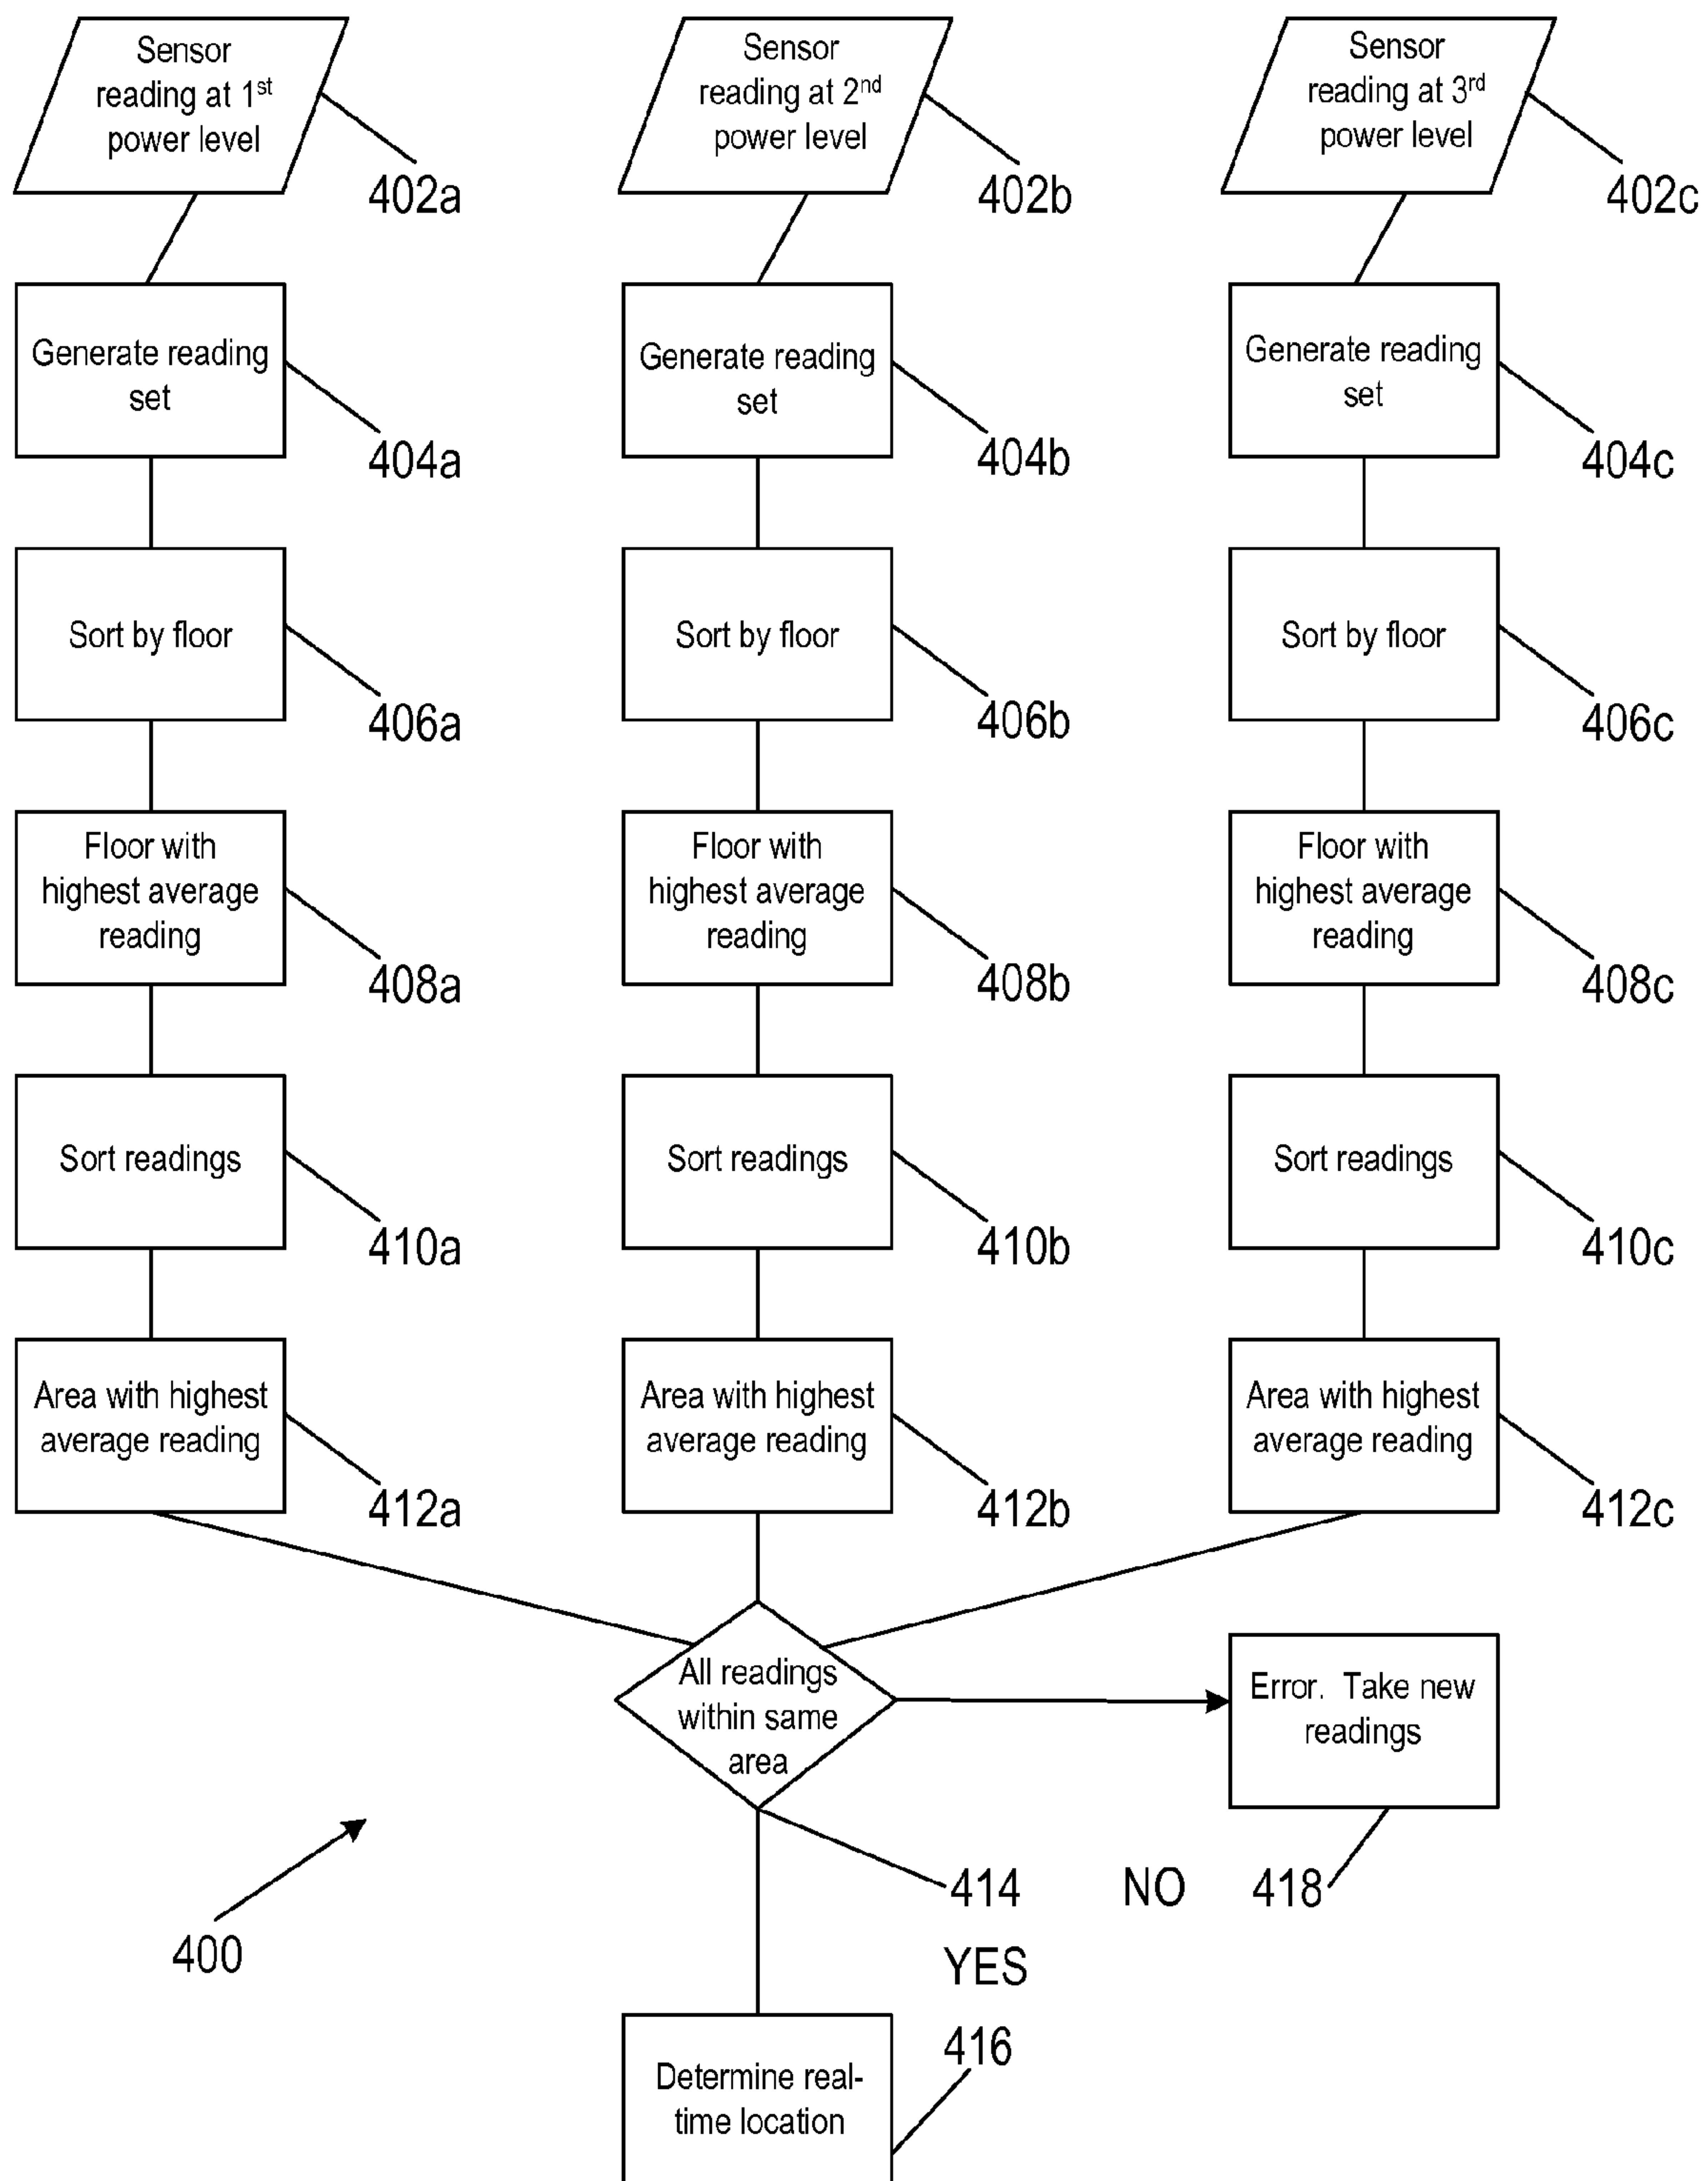 Sensor
reading at 1st
power level
402a
Sensor
reading at 2nd
power level
402b
Sensor
reading at 3rd
power level
402c
Generate reading
set
404a
Generate reading
set
404b
Generate reading
set
404c
Sort by floor
406a
Sort by floor
406b
Sort by floor
406c
Floor with
highest average
reading
408a
Floor with
highest average
reading
408b
Floor with
highest average
reading
408c
Sort readings
410a
Sort readings
410b
Sort readings
410c
Area with highest
average reading
412a
Area with highest
average reading
412b
Area with highest
average reading
412c
All readings
within same
area
Error. Take new
readings
414
NO
418
400
YES
416
Determine real-
time location